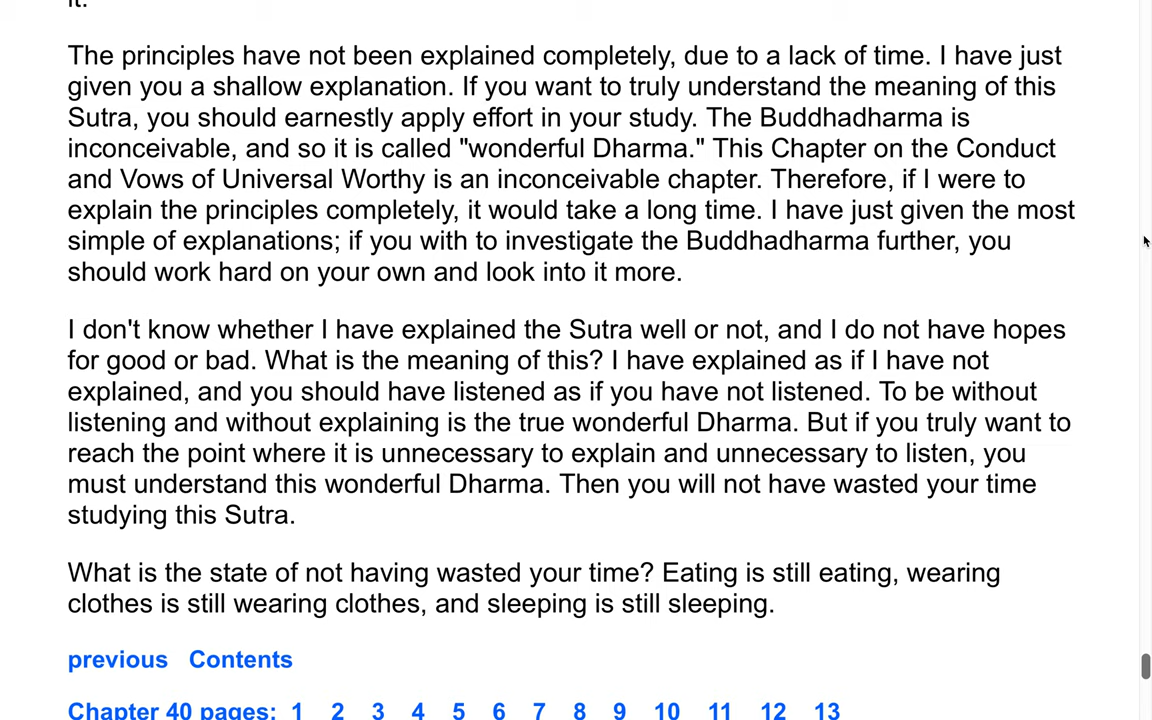 it.
The principles have not been explained completely, due to a lack of time. I have just
given you a shallow explanation. If you want to truly understand the meaning of this
Sutra, you should earnestly apply effort in your study. The Buddhadharma is
inconceivable, and so it is called "wonderful Dharma." This Chapter on the Conduct
and Vows of Universal Worthy is an inconceivable chapter. Therefore, if I were to
explain the principles completely, it would take a long time. I have just given the most
simple of explanations; if you with to investigate the Buddhadharma further, you
should work hard on your own and look into it more.
I don't know whether I have explained the Sutra well or not, and I do not have hopes
for good or bad. What is the meaning of this? I have explained as if I have not
explained, and you should have listened as if you have not listened. To be without
listening and without explaining is the true wonderful Dharma. But if you truly want to
reach the point where it is unnecessary to explain and unnecessary to listen, you
must understand this wonderful Dharma. Then you will not have wasted your time
studying this Sutra.
What is the state of not having wasted your time? Eating is still eating, wearing
clothes is still wearing clothes, and sleeping is still sleeping.
previous Contents
Chapter 40 pages: 1 2 3 4 5 6 7 8 9 10 11 12 13